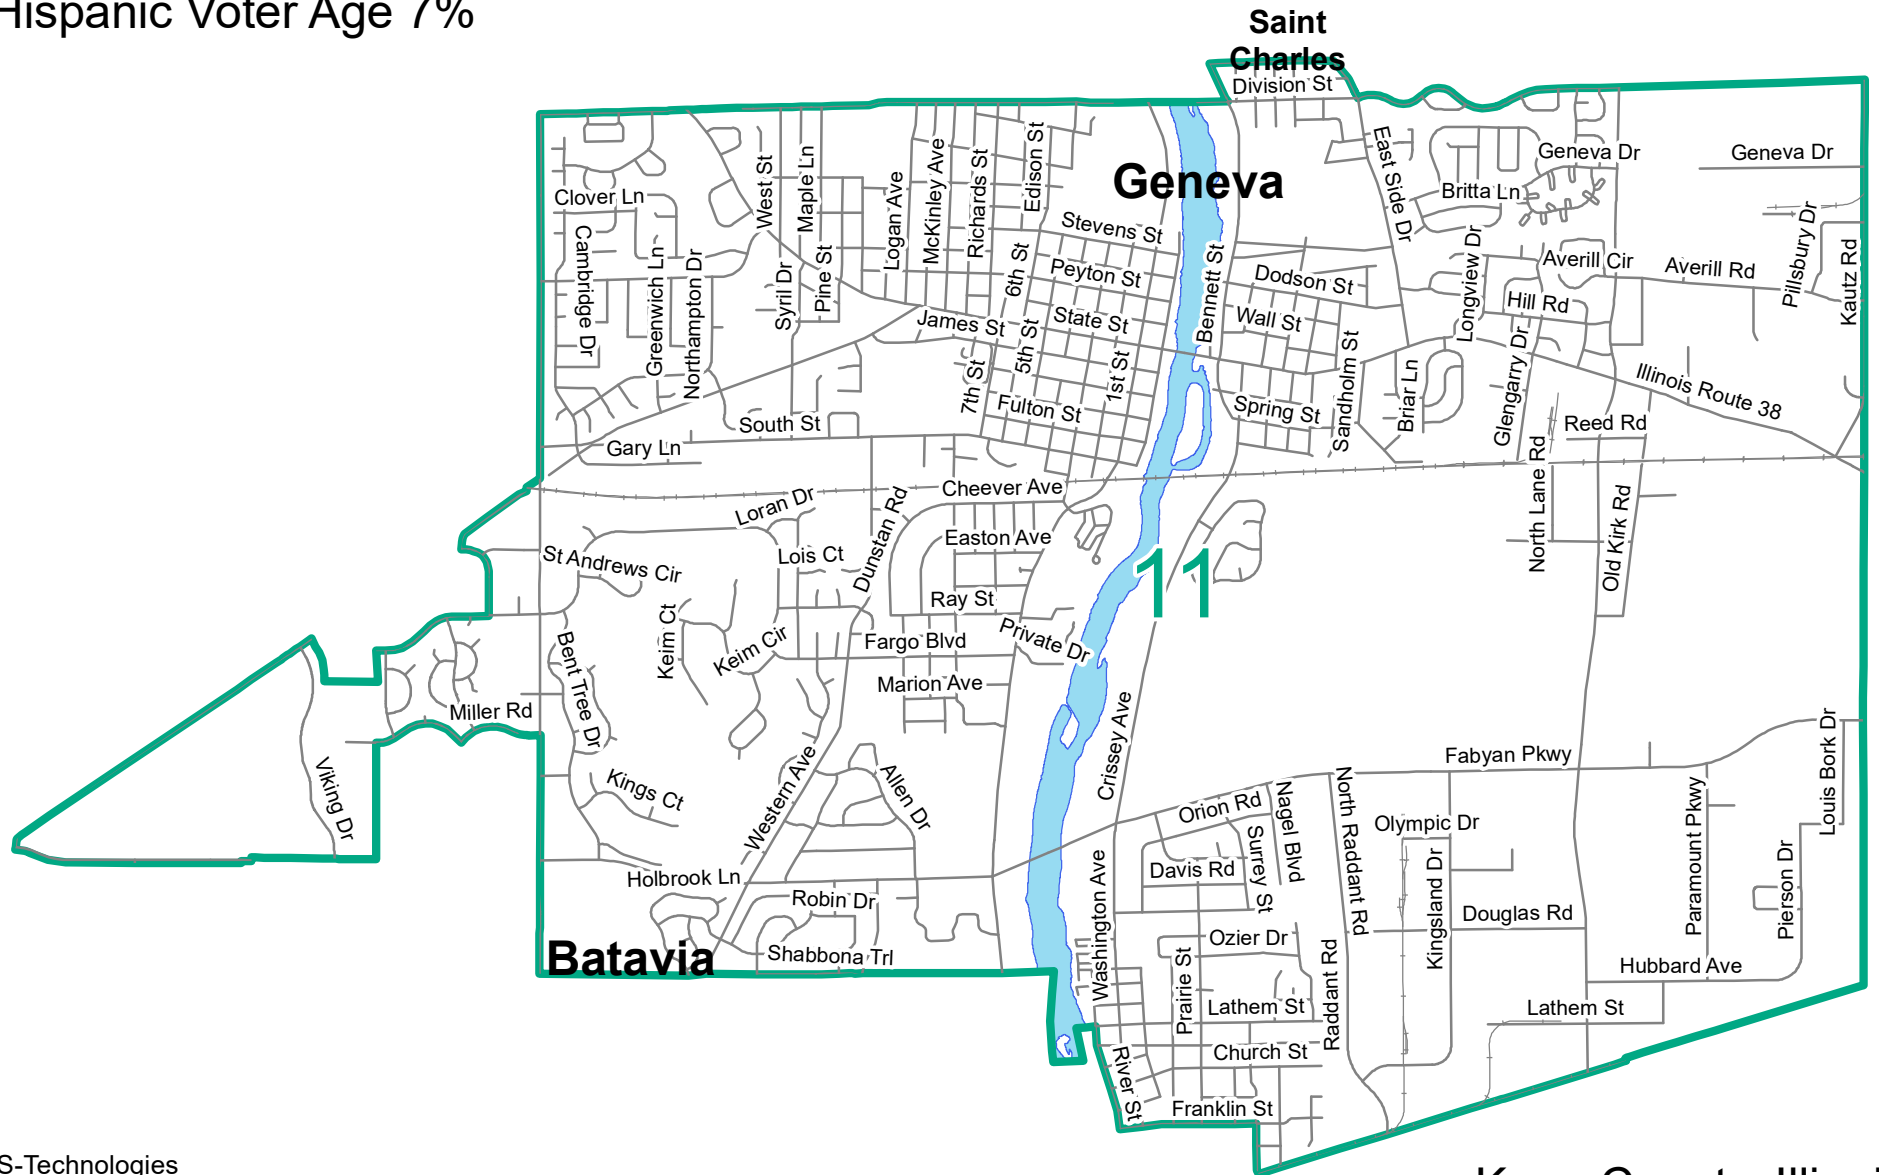 Hispanic Voter Age 7%
Saint
Charles
Division St
Geneva
Geneva Dr
Geneva Dr
East Side Dr
Britta Ln
West St
Maple Ln
Logan Ave
McKinley Ave
Richards St
Edison St
Clover Ln
Cambridge Dr
Greenwich Ln
Northampton Dr
Syril Dr
Pine St
Stevens St
6th St
Peyton St
Bennett St
Dodson St
Longview Dr
Averill Cir
Averill Rd
Pillsbury Dr
Kautz Rd
Hill Rd
James St
State St
Wall St
5th St
7th St
1st St
Fulton St
Spring St
Sandholm St
Briar Ln
Glengarry Dr
Illinois Route 38
Reed Rd
South St
Gary Ln
Cheever Ave
Loran Dr
Dunstan Rd
North Lane Rd
Old Kirk Rd
Easton Ave
Lois Ct
St Andrews Cir
11
Ray St
Keim Ct
Keim Cir
Fargo Blvd
Private Dr
Bent Tree Dr
Marion Ave
Miller Rd
Crissey Ave
Viking Dr
Kings Ct
Western Ave
Allen Dr
Fabyan Pkwy
Louis Bork Dr
Orion Rd
Nagel Blvd
North Raddant Rd
Olympic Dr
Paramount Pkwy
Surrey St
Davis Rd
Kingsland Dr
Pierson Dr
Holbrook Ln
Washington Ave
Robin Dr
Douglas Rd
Ozier Dr
Batavia
Shabbona Trl
Prairie St
Raddant Rd
Hubbard Ave
Lathem St
Lathem St
Church St
River St
Franklin St
S-Technologies